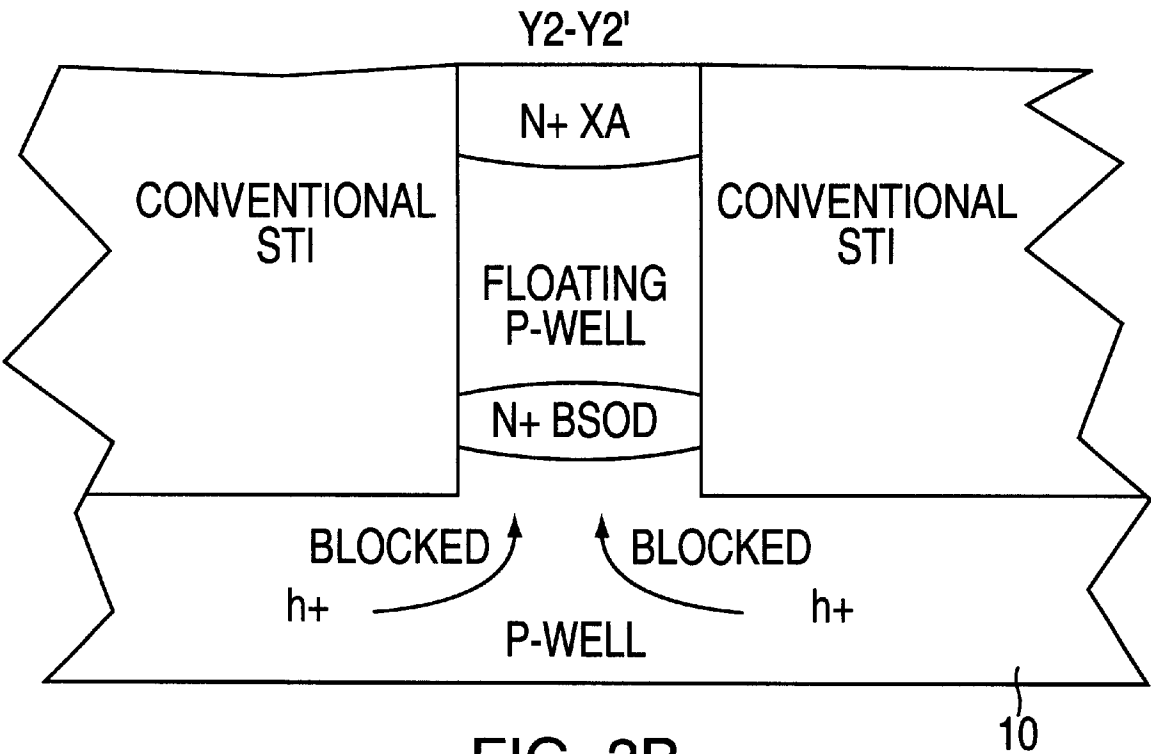 Y2-Y2'
N+ XA
CONVENTIONAL
STI
CONVENTIONAL
STI
FLOATING
P-WELL
N+ BSOD
BLOCKED
BLOCKED
h+
h+
P-WELL
10